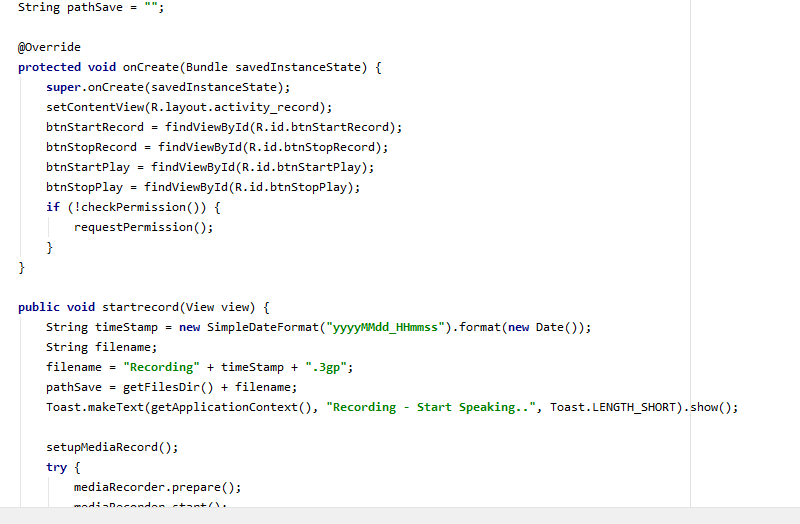 String pathSave = "";
@Override
protected void onCreate(Bundle savedInstanceState) {
super.onCreate(savedInstanceState);
setContentView(R.layout.activity_record);
btnStartRecord = findViewById(R.id.btnStartRecord);
btnStopRecord = findViewById(R.id.btnStopRecord);
btnStartPlay = findViewById(R.id.btnStartPlay);
btnStopPlay = findViewById(R.id.btnStopPlay);
if (!checkPermission()) {
requestPermission();
}
}
public void startrecord(View view) {
String timeStamp = new SimpleDateFormat("yyyyMMdd_HHmmss").format(new Date());
String filename;
filename = "Recording" + timeStamp + ".3gp";
pathSave = getFilesDir() + filename;
Toast.makeText(getApplicationContext(), "Recording - Start Speaking..", Toast.LENGTH_SHORT).show();
setupMediaRecord();
try {
mediaRecorder.prepare();
mediaRecorder.start();